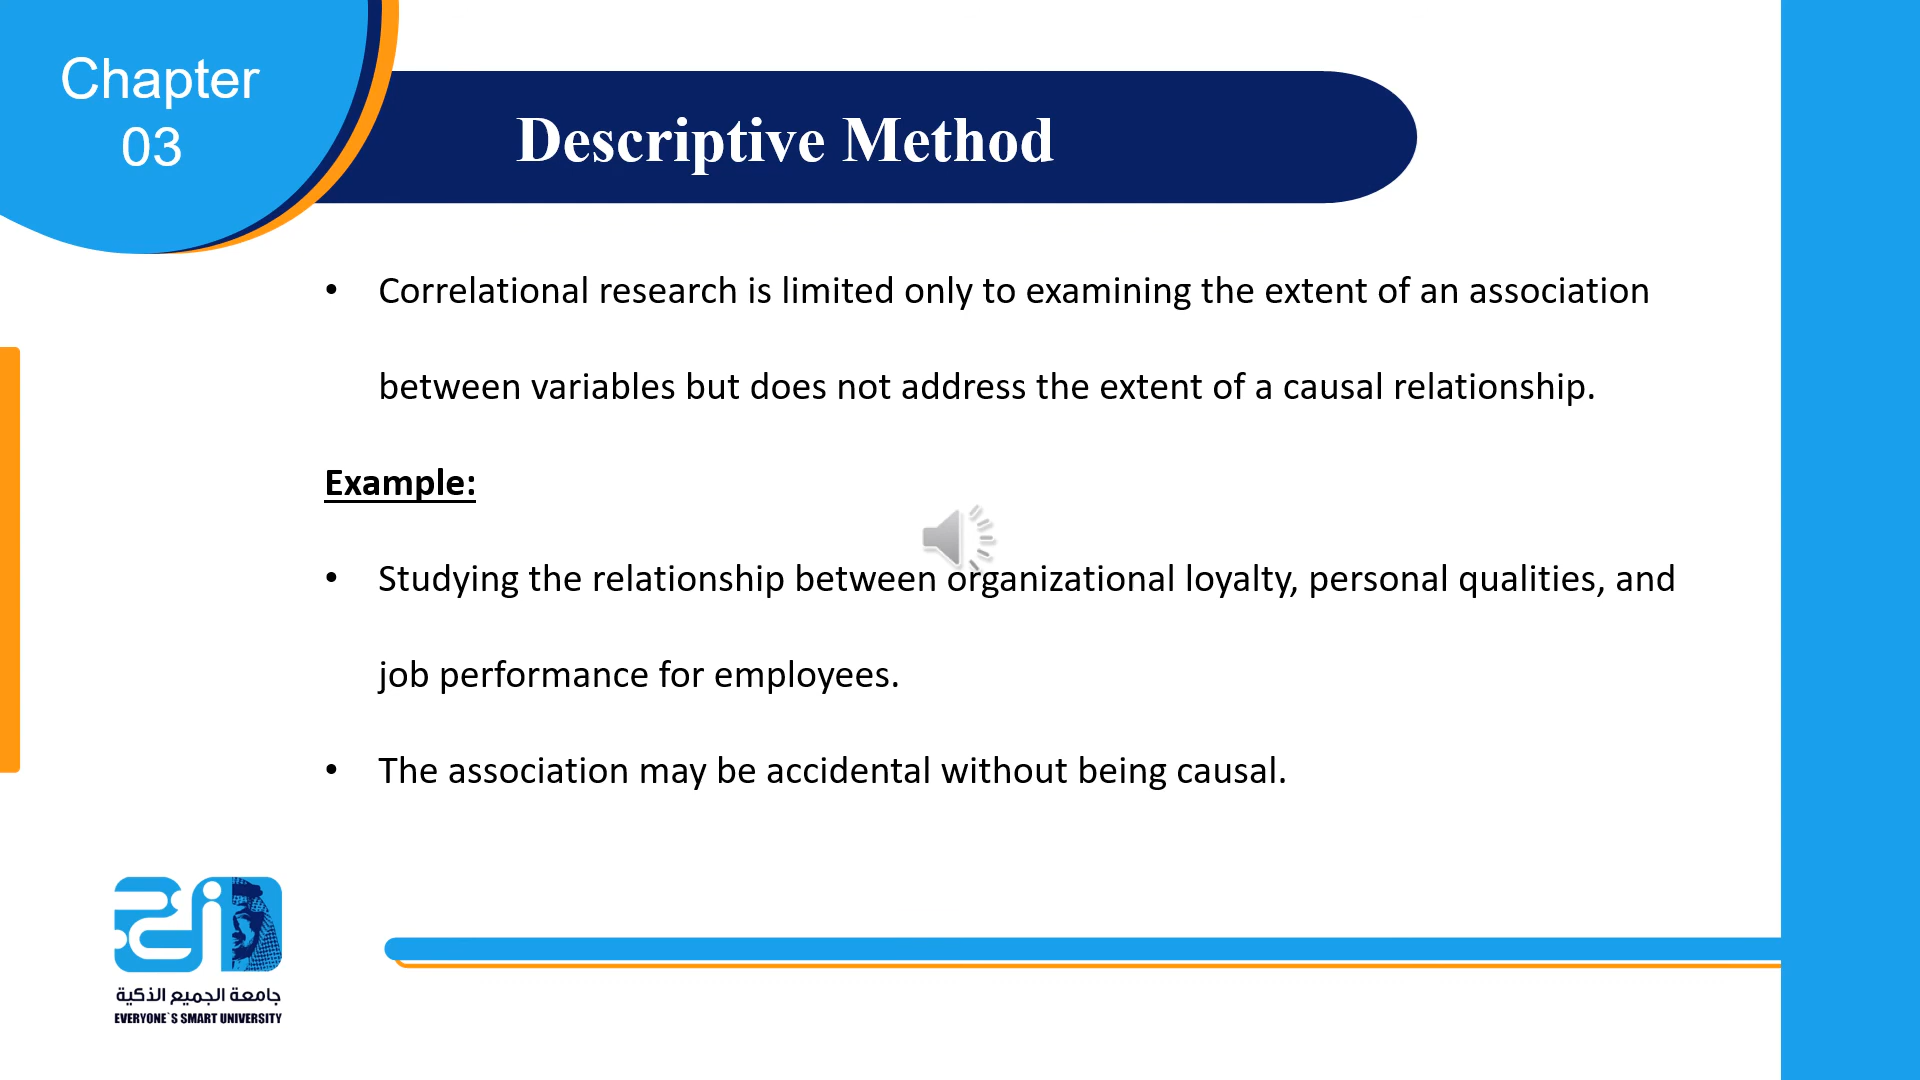 Chapter
03
Descriptive Method
• Correlational research is limited only to examining the extent of an association
between variables but does not address the extent of a causal relationship.
Example:
• Studying the relationship between organizational loyalty, personal qualities, and
job performance for employees.
• The association may be accidental without being causal.
جامعة الجميع الذكية
EVERYONE`S SMART UNIVERSITY